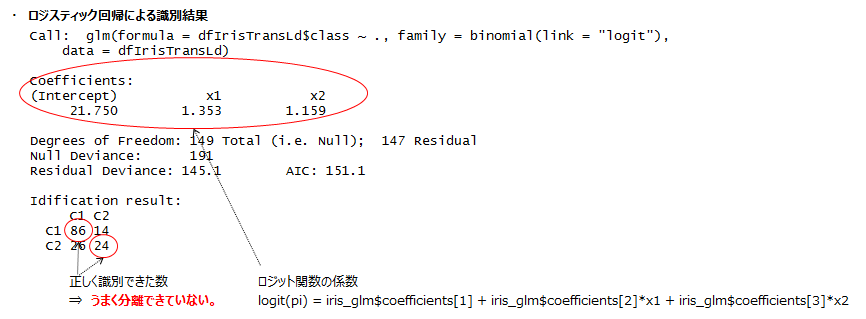 ・ ロジスティック回帰による識別結果
Call:  glm(formula = dfIrisTransLd$class ~ ., family = binomial(link = "logit"),
    data = dfIrisTransLd)
Coefficients:
(Intercept)           x1           x2
     21.750        1.353        1.159
Degrees of Freedom: 149 Total (i.e. Null);  147 Residual
Null Deviance:      191
Residual Deviance: 145.1        AIC: 151.1
Idification result:
     C1 C2
  C1 86 14
  C2 26 24
正しく識別できた数
⇒ うまく分離できていない。
ロジット関数の係数
logit(pi) = iris_glm$coefficients[1] + iris_glm$coefficients[2]*x1 + iris_glm$coefficients[3]*x2